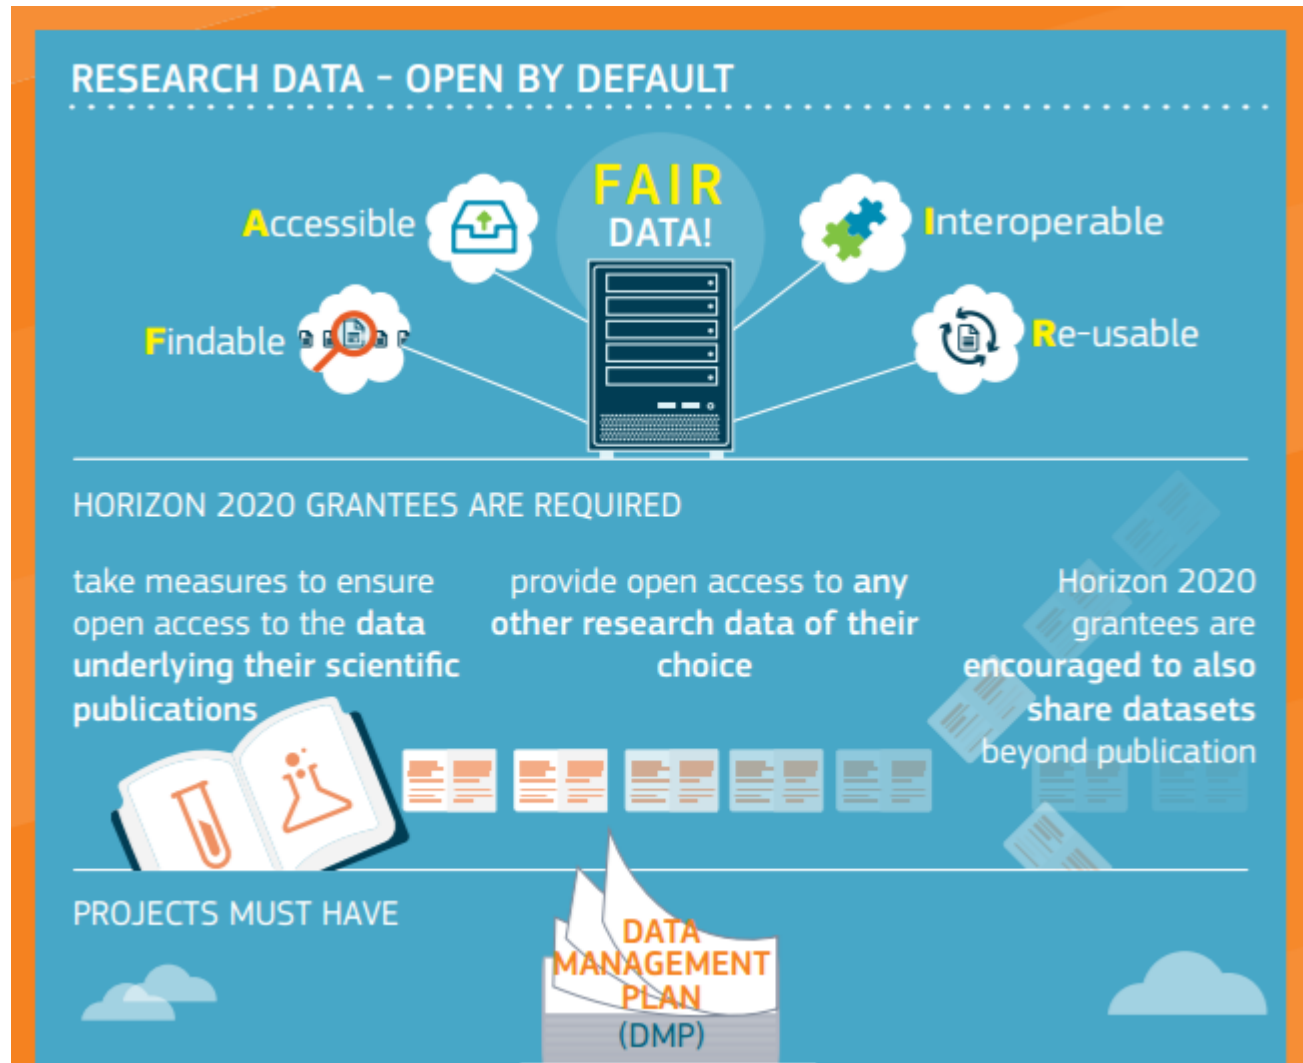 RESEARCH DATA - OPEN BY DEFAULT
FAIR
DATA!
Accessible
Interoperable
Findable
Re-usable
HORIZON 2020 GRANTEES ARE REQUIRED
take measures to ensure
open access to the data
underlying their scientific
publications
provide open access to any
other research data of their
choice
Horizon 2020
grantees are
encouraged to also
share datasets
beyond publication
PROJECTS MUST HAVE
DATA
MANAGEMENT
PLAN
(DMP)